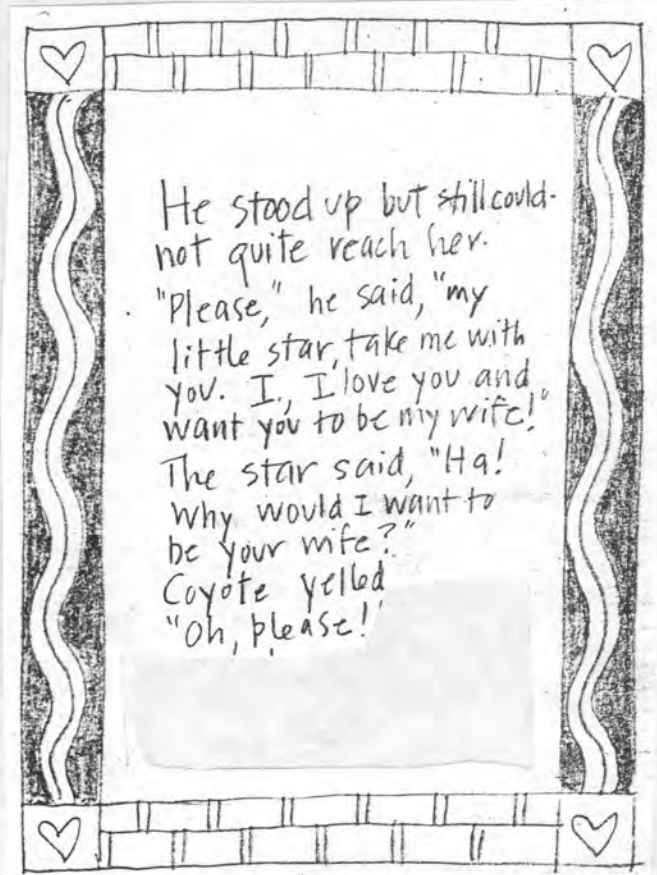 He stood up but still could-
not quite reach her.
"Please," he said, "my
little star, take me with
you. I., I love you and
want you to be my wife!"
The star said, "Ha!
Why would I want to
be your wife?"
Coyote yelled
"Oh, please!"